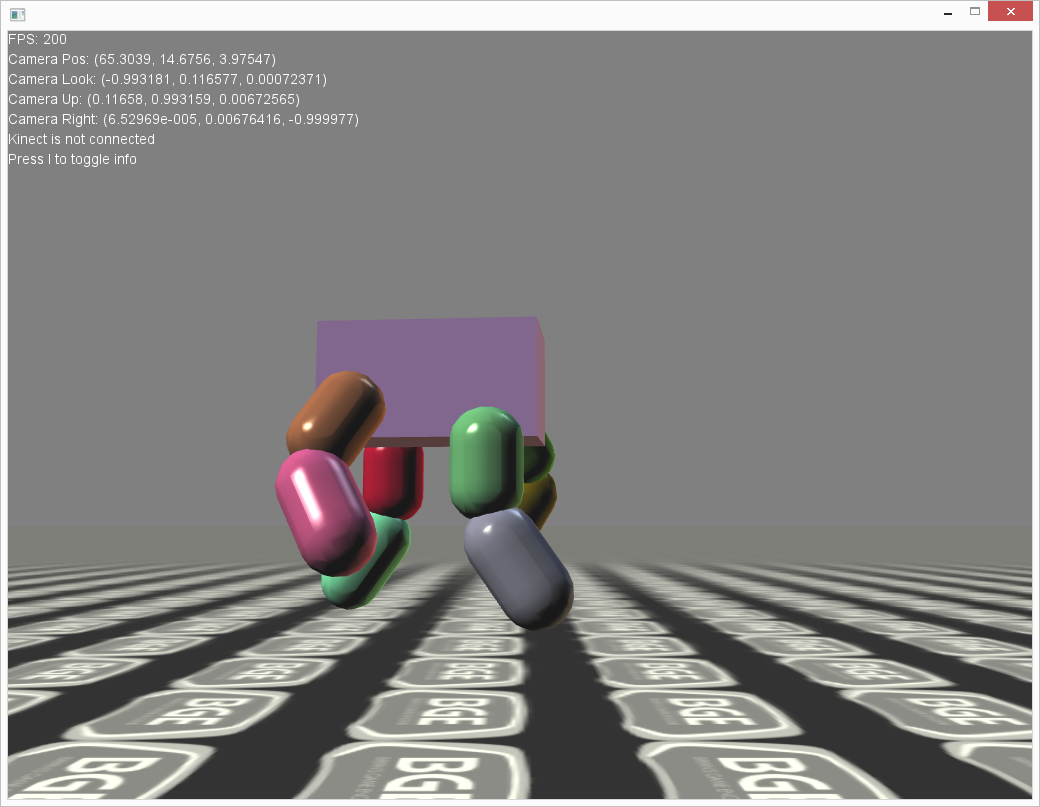 FPS: 200
Camera Pos: (65.3039, 14.6756, 3.97547)
Camera Look: (-0.993181, 0.116577, 0.00072371)
Camera Up: (0.11658, 0.993159, 0.00672565)
Camera Right: (6.52969e-005, 0.00676416, -0.999977)
Kinect is not connected
Press I to toggle info
BGE
BGE
BGE
BGE
BGE
BGE
BGE
BGE
BGE
BGE